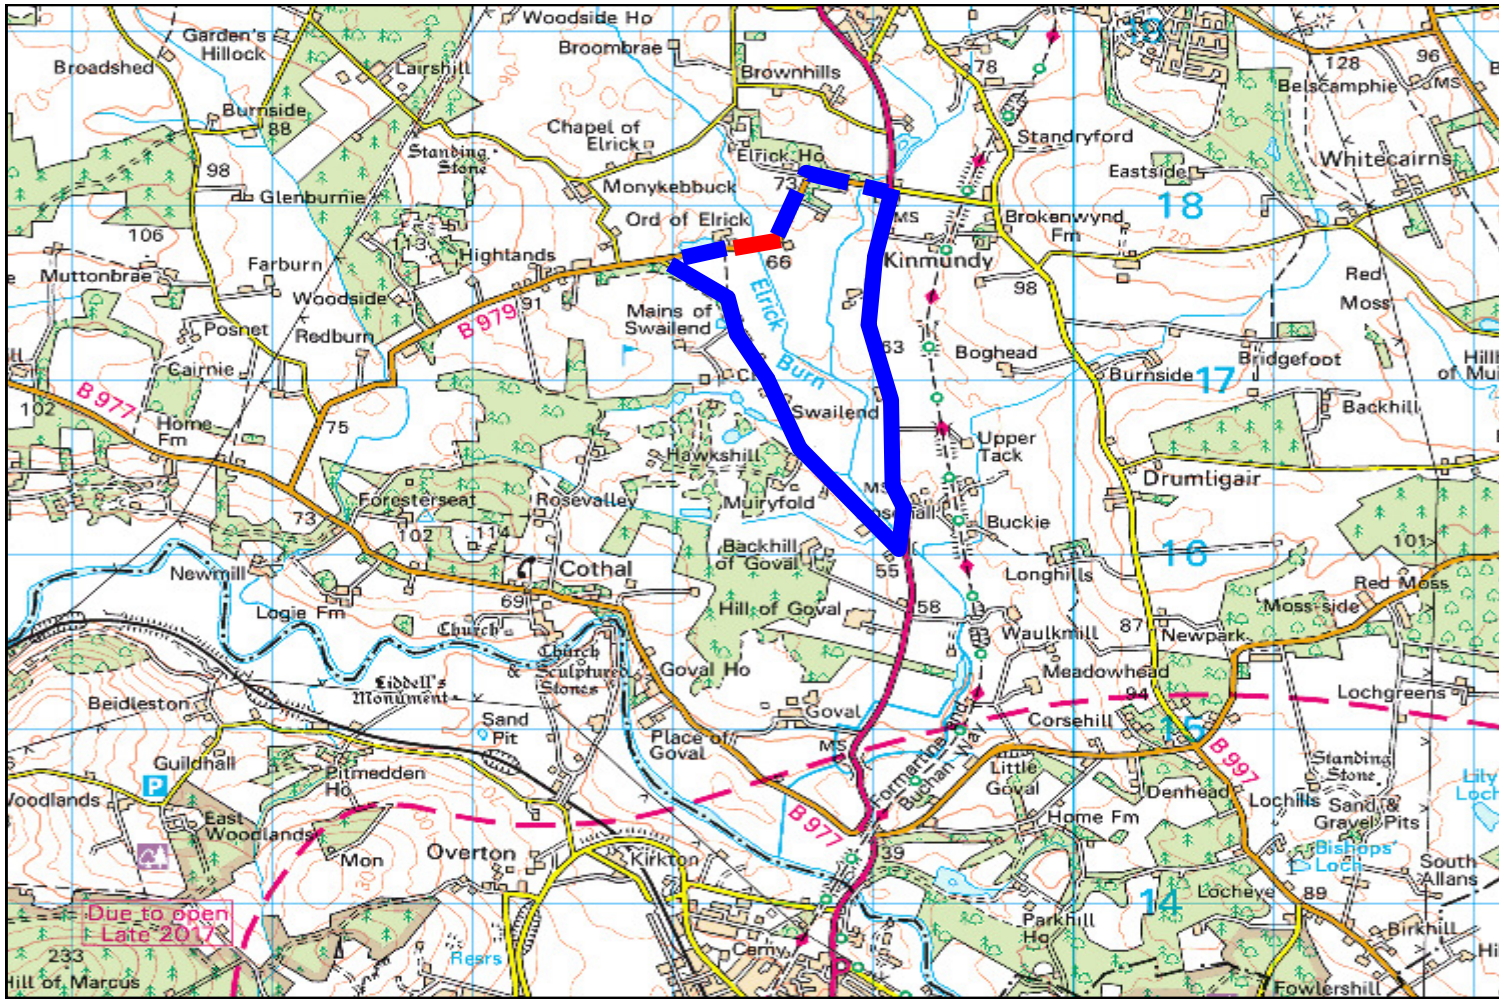 Woodside Ho
Garden's
Hillock
Broombrae
Broadshed
Lairshill
Brownhills
78
19
128
96
MS
Belscamphie
Burnside
88
Chapel of
Elrick
Standryford
Standing
Stone
98
Elrick Ho
Eastside
Whitecairns
Glenburnie
Monykebbuck
73
18
106
Ord of Elrick
MS
Brokenwynd
Fm
113
Highlands
66
Kinmundy
Muttonbrae
Farburn
98
Red
Moss
Woodside
91
B 979
Mains of
Swailend
Elrick
Burn
Posnet
Redburn
63
Boghead
Bridgefoot
Cairnie
Burnside
17
B 977
102
Home
Fm
75
Swailend
Backhill
Upper
Tack
Hawkshill
Drumligair
Foresterseat
Rosevalley
Muiryfold
MS
73
102
114
Buckie
Backhill
of Goval
16
101
Newmill
Cothal
55
Longhills
Red Moss
Logie Fm
69
Hill of Goval
58
Moss-side
Church
Waulkmill
87
Newpark
Church
& Sculptured
Stones
Goval Ho
Meadowhead
Liddell's
Monument
94
Lochgreens
Beidleston
Sand
Pit
Goval
Corsehill
15
Place of
Goval
MS
B 997
Guildhall
Formartine and
Buchan Way
Standing
Stone
P
Pitmedden
Ho
Little
Goval
Denhead
Lochills
Sand &
Gravel Pits
Lily
Loch
Woodlands
East
Woodlands
B 977
Home Fm
Mon
Overton
Kirkton
39
Bishops'
Loch
South
Allans
Locheye
89
14
Due to open
Late 2017
Parkhill
Ho
Birkhill
233
Resrs
Hill of Marcus
Fowlershill